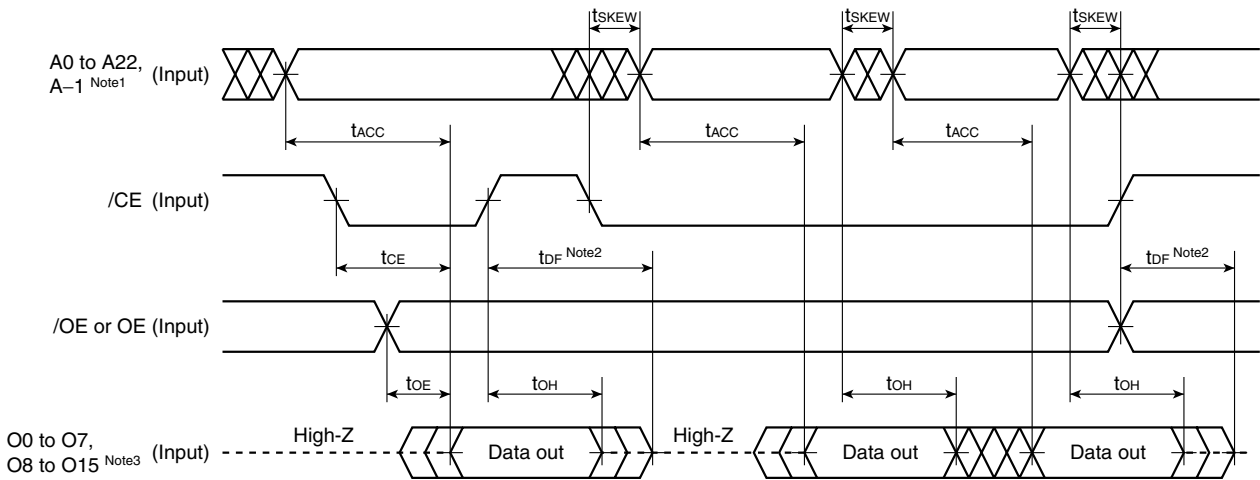 tSKEW tSKEW tSKEW
A0 to A22,
A−1 Note1 (Input)
tACC tACC tACC
/CE (Input)
tCE tDF Note2 tDF Note2
/OE or OE (Input)
tOE tOH tOH tOH
O0 to O7,
O8 to O15 Note3 (Input)
High-Z Data out High-Z Data out Data out